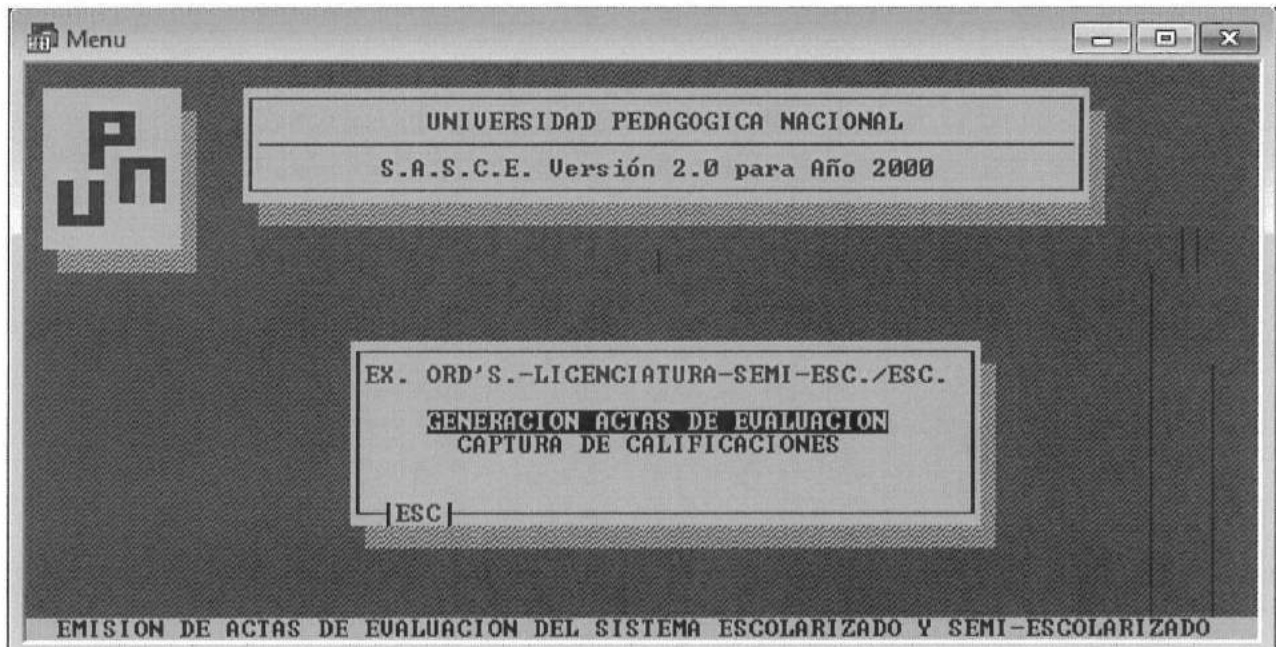 Menu
UPN
UNIVERSIDAD PEDAGOGICA NACIONAL
S.A.S.C.E. Versión 2.0 para Año 2000
EX. ORD'S.-LICENCIATURA-SEMI-ESC./ESC.
GENERACION ACTAS DE EVALUACION
CAPTURA DE CALIFICACIONES
ESC
EMISION DE ACTAS DE EVALUACION DEL SISTEMA ESCOLARIZADO Y SEMI-ESCOLARIZADO